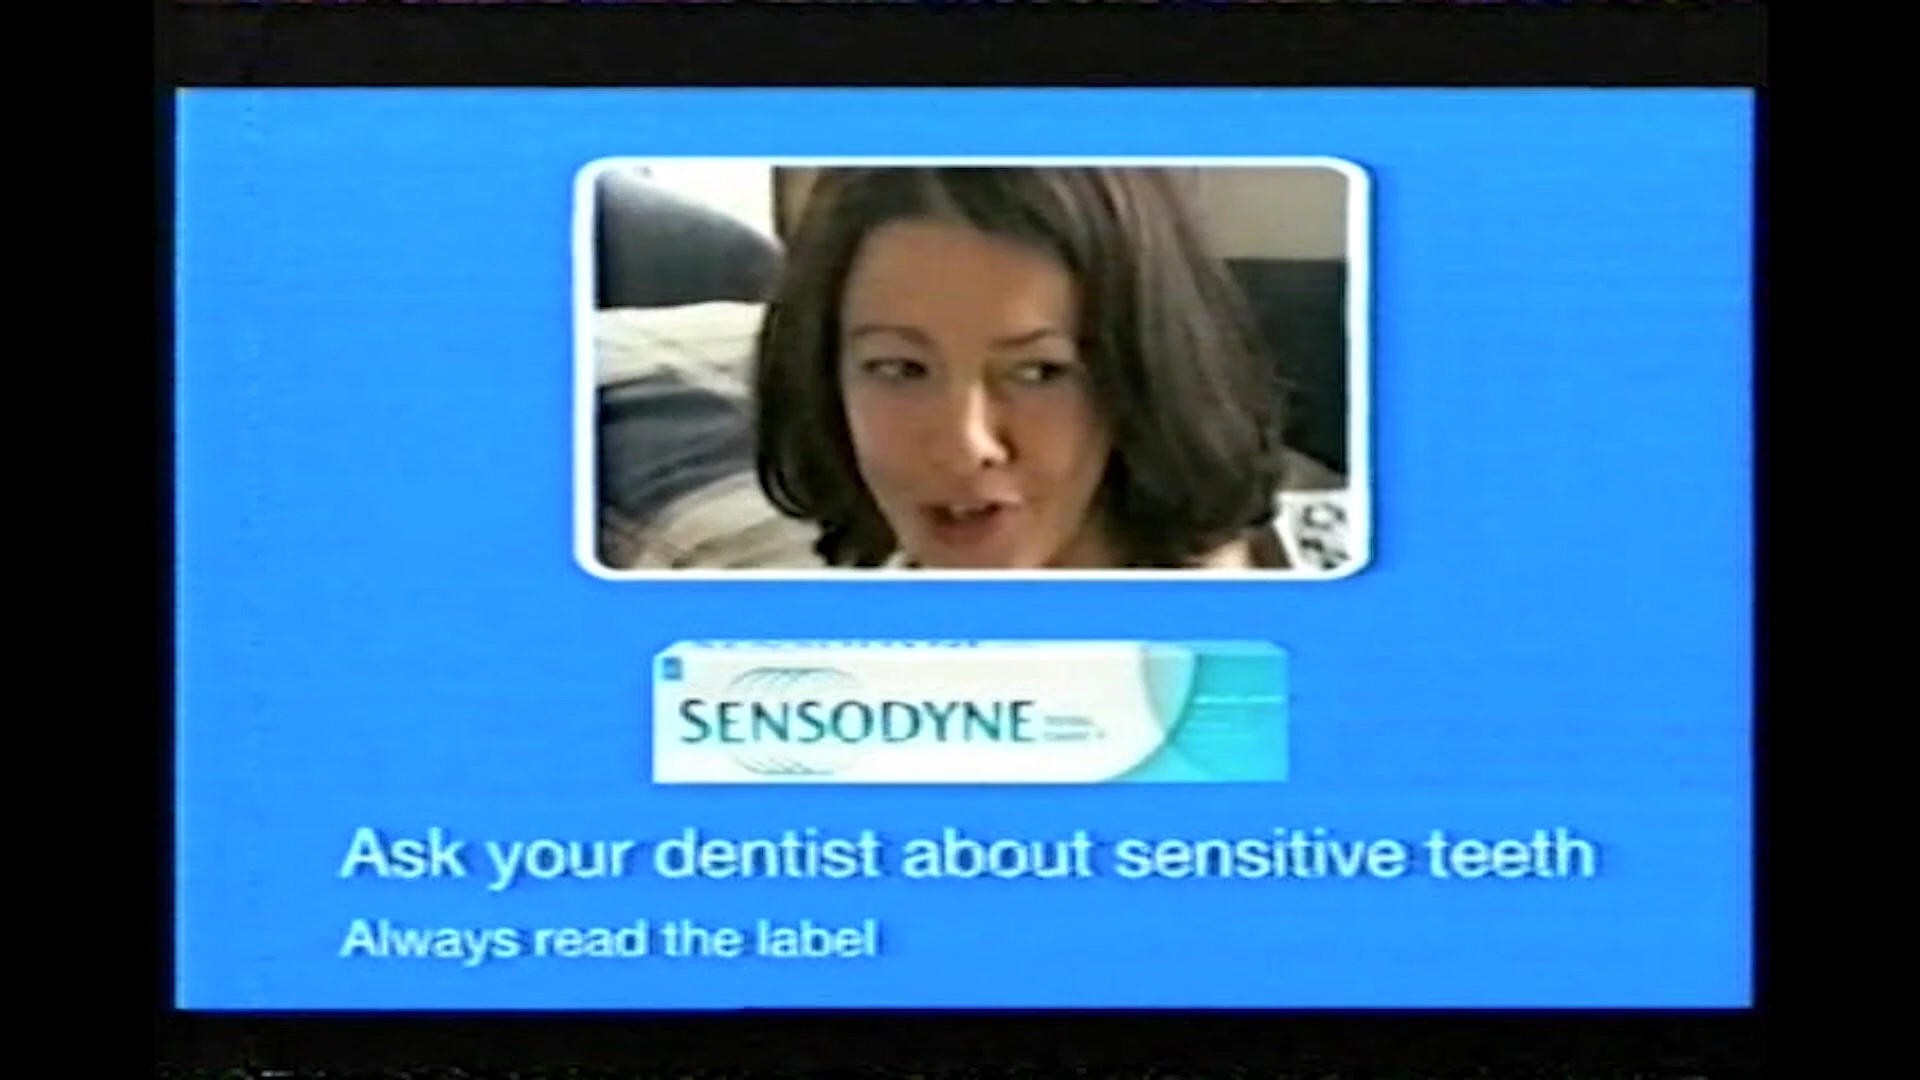 SENSODYNE
Ask your dentist about sensitive teeth
Always read the label